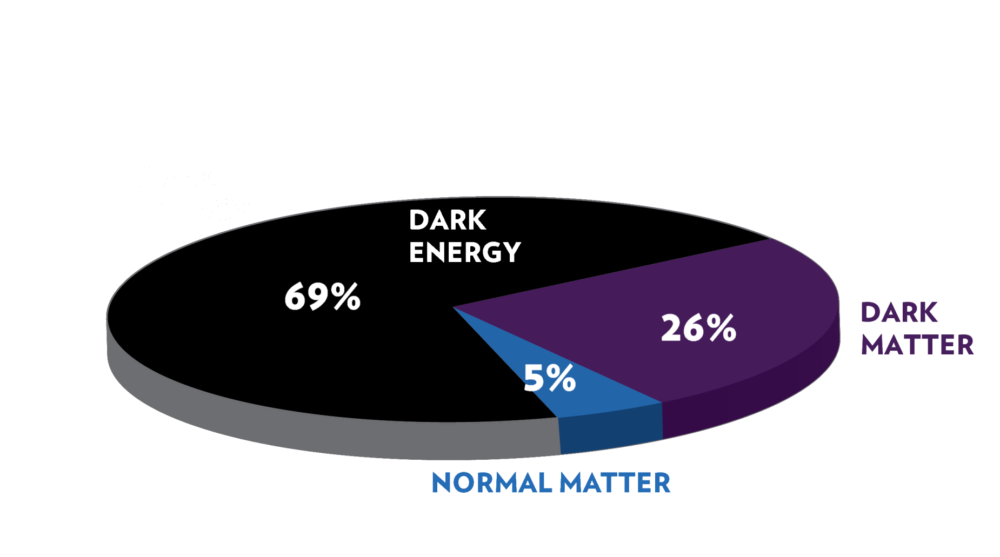 DARK
ENERGY
69%
26%
DARK
MATTER
5%
NORMAL MATTER